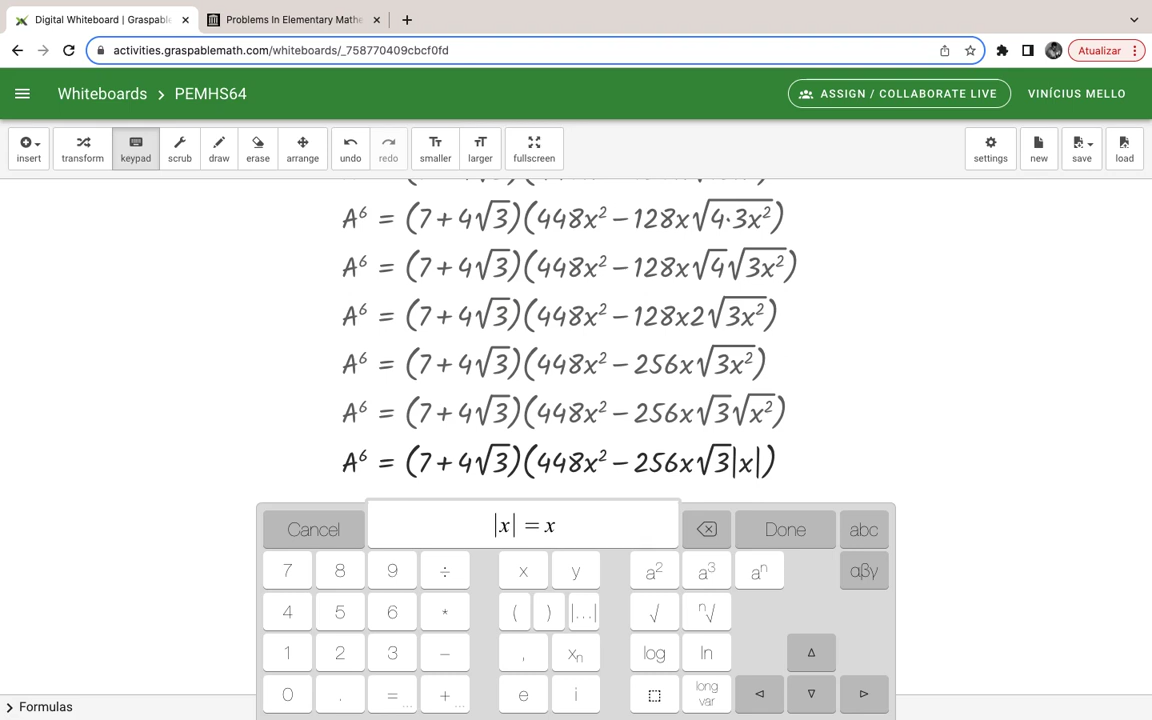 Digital Whiteboard | Graspable
Problems In Elementary Mathe
activities.graspablemath.com/whiteboards/_758770409cbcf0fd
Atualizar
Whiteboards > PEMHS64
ASSIGN / COLLABORATE LIVE
VINÍCIUS MELLO
insert transform keypad scrub draw erase arrange undo redo smaller larger fullscreen settings new save load
A⁶ = (7 + 4√3)(448x² − 128x√(4·3x²))
A⁶ = (7 + 4√3)(448x² − 128x√4√(3x²))
A⁶ = (7 + 4√3)(448x² − 128x2√(3x²))
A⁶ = (7 + 4√3)(448x² − 256x√(3x²))
A⁶ = (7 + 4√3)(448x² − 256x√3√(x²))
A⁶ = (7 + 4√3)(448x² − 256x√3|x|)
Cancel |x| = x Done abc
7 8 9 ÷ x y a² a³ aⁿ αβγ
4 5 6 * ( ) |...| √ ⁿ√
1 2 3 − , xₙ log ln
0 . = ... + ... e i long var
Formulas